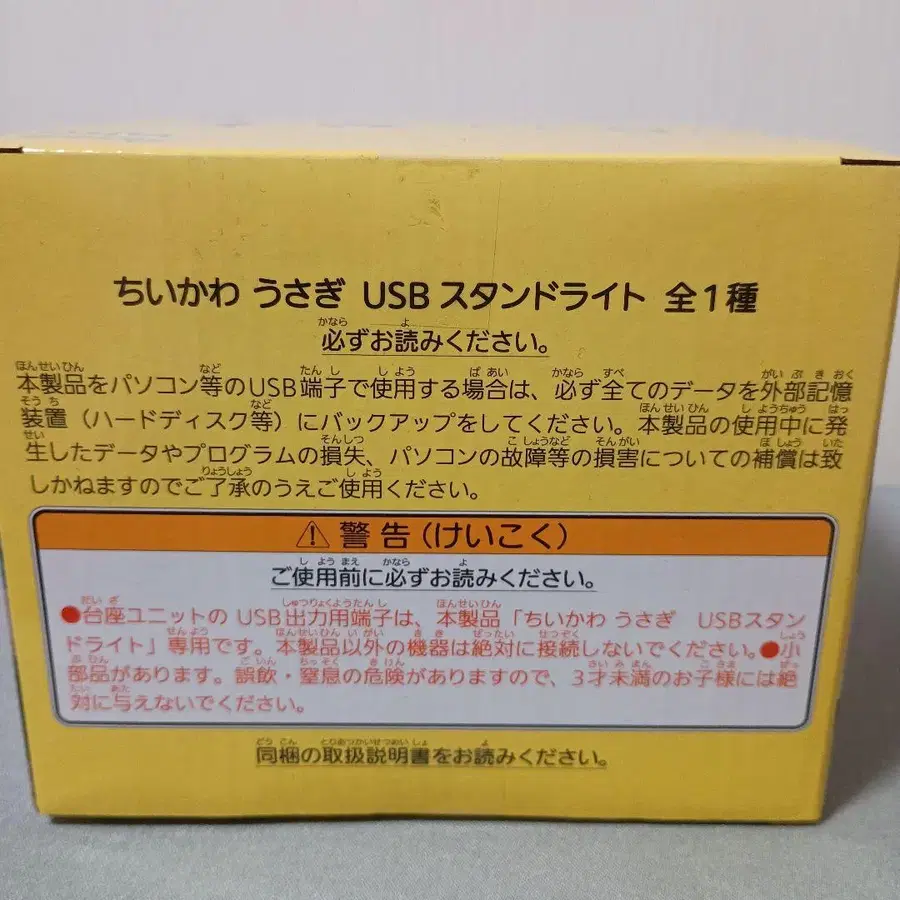 ちいかわ うさぎ USB スタンドライト 全1種
必ずお読みください。
本製品をパソコン等のUSB端子で使用する場合は、必ず全てのデータを外部記憶
装置（ハードディスク等）にバックアップをしてください。本製品の使用中に発
生したデータやプログラムの損失、パソコンの故障等の損害についての補償は致
しかねますのでご了承のうえご使用ください。
⚠ 警告（けいこく）
ご使用前に必ずお読みください。
●台座ユニットの USB出力用端子は、本製品「ちいかわ うさぎ USBスタン
ドライト」専用です。本製品以外の機器は絶対に接続しないでください。●小
部品があります。誤飲・窒息の危険がありますので、3才未満のお子様には絶
対に与えないでください。
同梱の取扱説明書をお読みください。